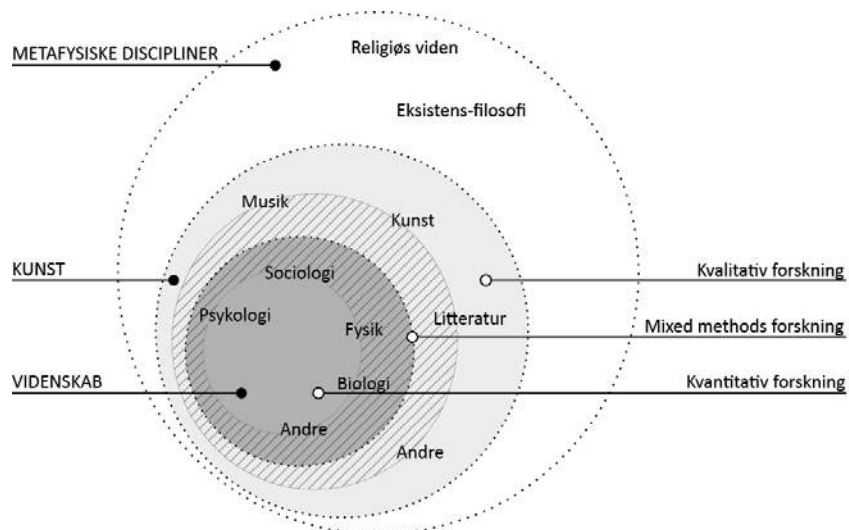 Religiøs viden
METAFYSISKE DISCIPLINER
Eksistens-filosofi
Musik
Kunst
KUNST
Sociologi
Kvalitativ forskning
Psykologi
Fysik
Litteratur
Mixed methods forskning
VIDENSKAB
Biologi
Kvantitativ forskning
Andre
Andre